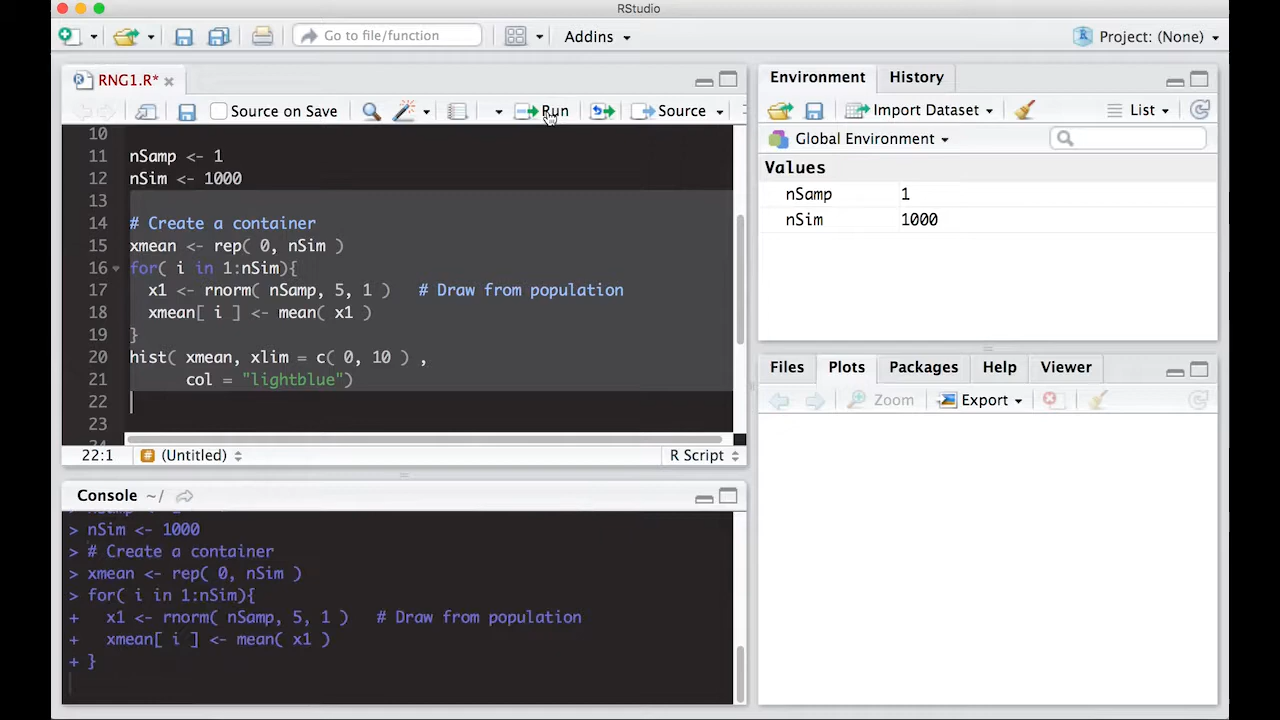 RStudio
Go to file/function
Addins
Project: (None)
RNG1.R*
Source on Save
Run
Source
10
11 nSamp <- 1
12 nSim <- 1000
13
14 # Create a container
15 xmean <- rep( 0, nSim )
16 for( i in 1:nSim){
17 x1 <- rnorm( nSamp, 5, 1 ) # Draw from population
18 xmean[ i ] <- mean( x1 )
19 }
20 hist( xmean, xlim = c( 0, 10 ) ,
21 col = "lightblue")
22
23
22:1
(Untitled)
R Script
Console ~/
> nSim <- 1000
> # Create a container
> xmean <- rep( 0, nSim )
> for( i in 1:nSim){
+ x1 <- rnorm( nSamp, 5, 1 ) # Draw from population
+ xmean[ i ] <- mean( x1 )
+ }
Environment History
Import Dataset
List
Global Environment
Values
nSamp 1
nSim 1000
Files Plots Packages Help Viewer
Zoom Export